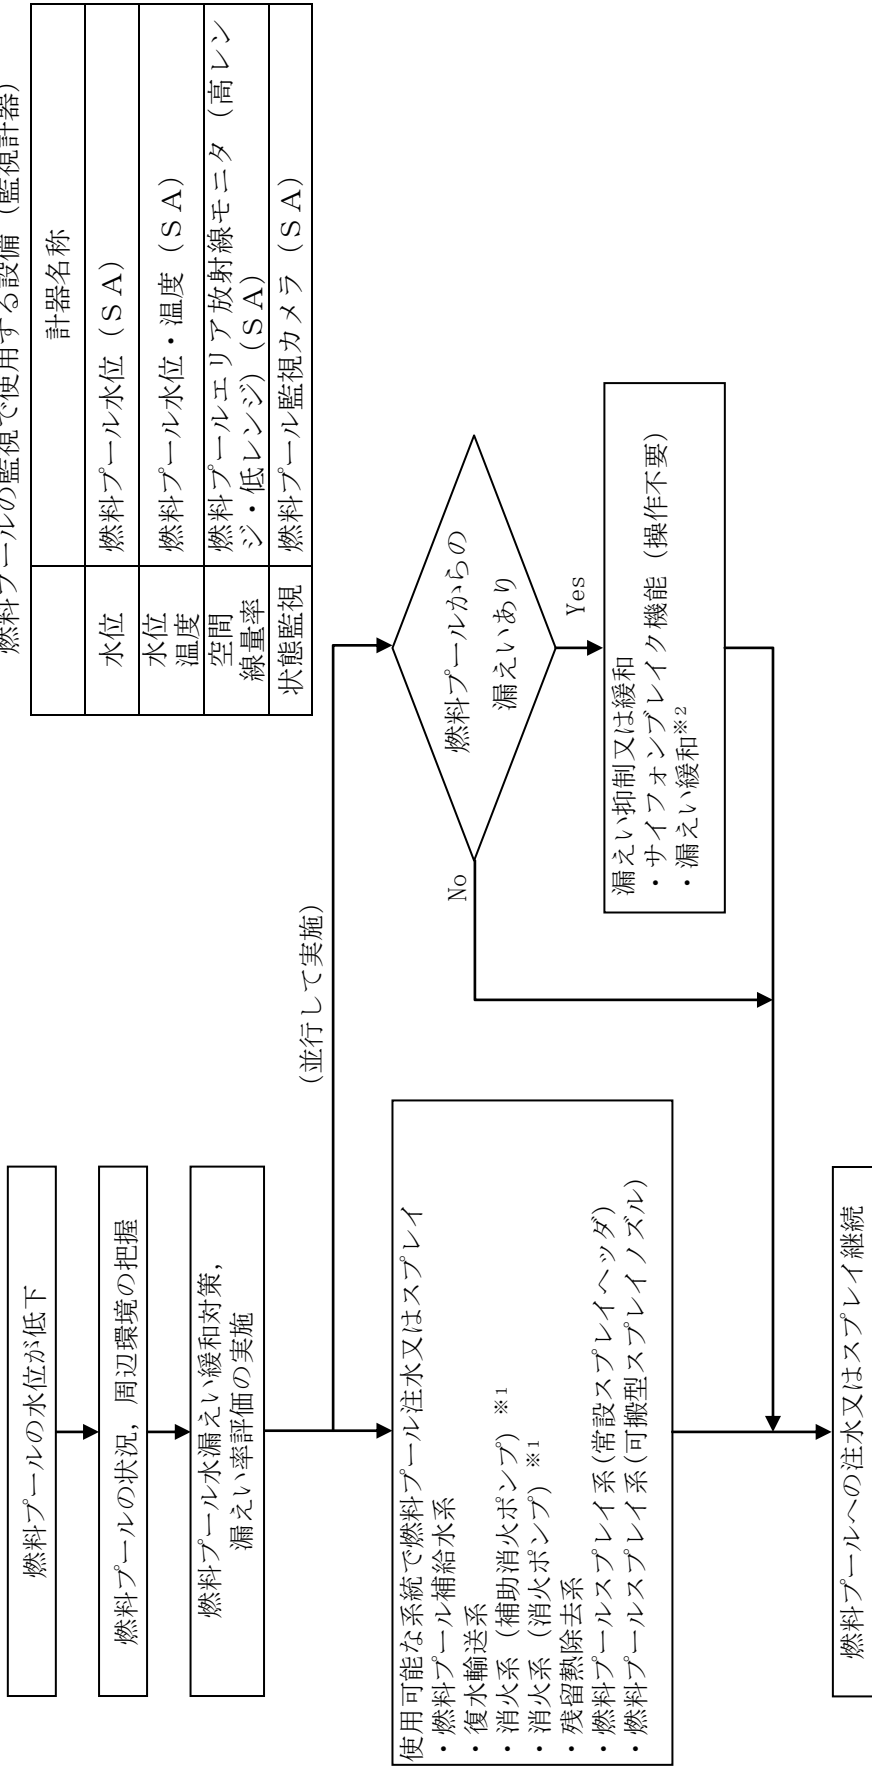 燃料プールの監視で使用する設備（監視計器）
計器名称
水位
燃料プール水位（ＳＡ）
水位
温度
燃料プール水位・温度（ＳＡ）
空間
線量率
燃料プールエリア放射線モニタ（高レン
ジ・低レンジ）（ＳＡ）
状態監視
燃料プール監視カメラ（ＳＡ）
燃料プールの水位が低下
燃料プールの状況，周辺環境の把握
燃料プール水漏えい緩和対策，
漏えい率評価の実施
(並行して実施)
使用可能な系統で燃料プール注水又はスプレイ
・燃料プール補給水系
・復水輸送系
・消火系（補助消火ポンプ）※1
・消火系（消火ポンプ）※1
・残留熱除去系
・燃料プールスプレイ系(常設スプレイヘッダ)
・燃料プールスプレイ系(可搬型スプレイノズル)
燃料プールからの
漏えいあり
No
Yes
漏えい抑制又は緩和
・サイフォンブレイク機能（操作不要）
・漏えい緩和※2
燃料プールへの注水又はスプレイ継続